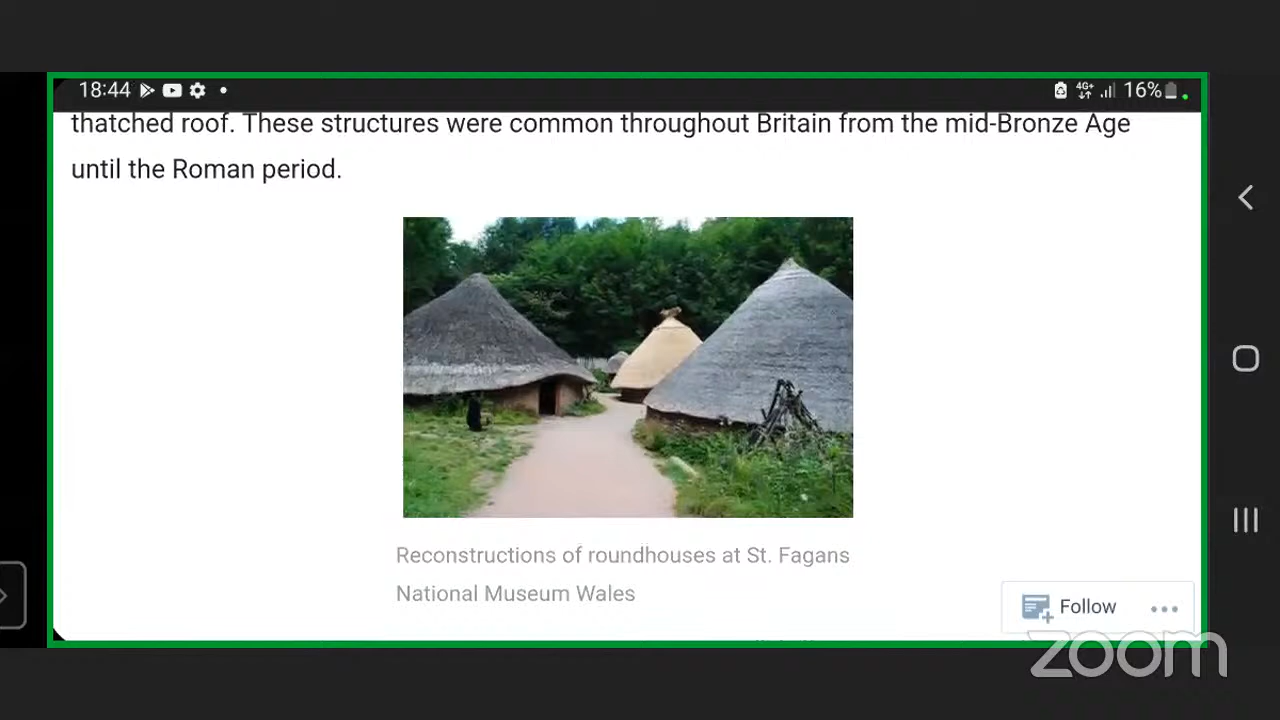 18:44 4G+ 16%
thatched roof. These structures were common throughout Britain from the mid-Bronze Age
until the Roman period.
Reconstructions of roundhouses at St. Fagans
National Museum Wales
Follow
zoom